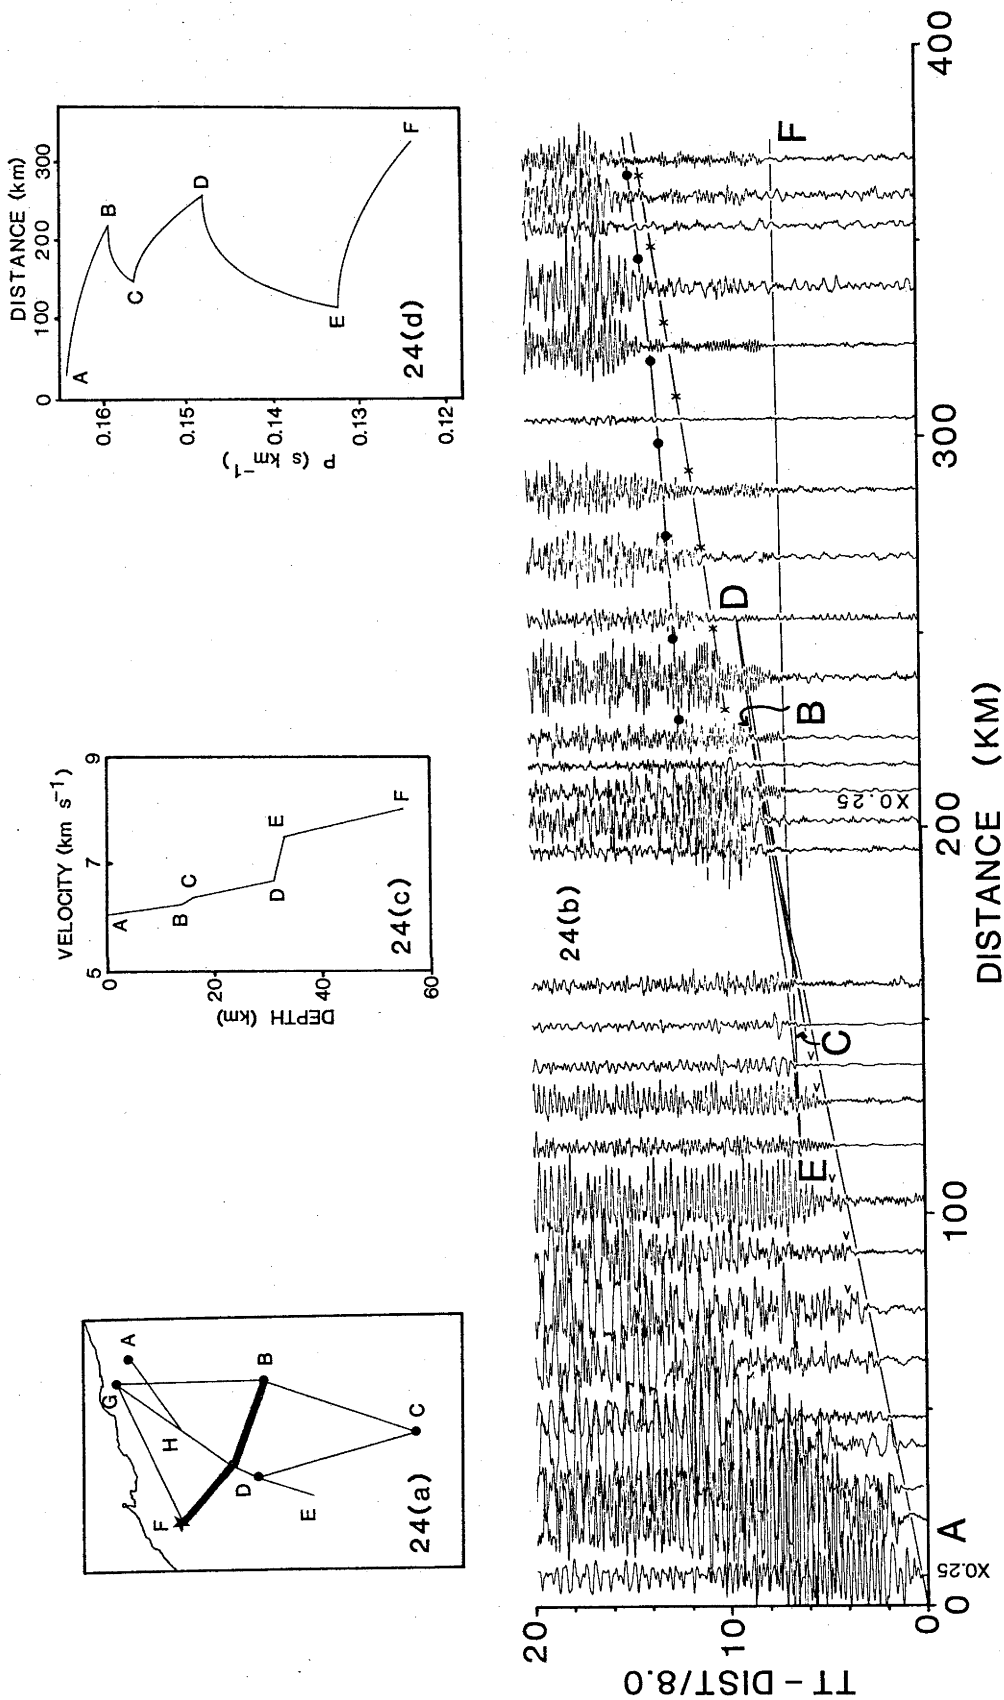 G
A
F
H
B
D
E
C
24(a)
VELOCITY (km s⁻¹)
5
7
9
0
20
40
60
DEPTH (km)
A
B
C
D
E
F
24(c)
DISTANCE (km)
0
100
200
300
0.16
0.15
0.14
0.13
0.12
P (s km⁻¹)
A
B
C
D
E
F
24(d)
20
10
0
TT - DIST/8.0
24(b)
A
E
C
B
D
F
X0.25
X0.25
0
100
200
300
400
DISTANCE (KM)